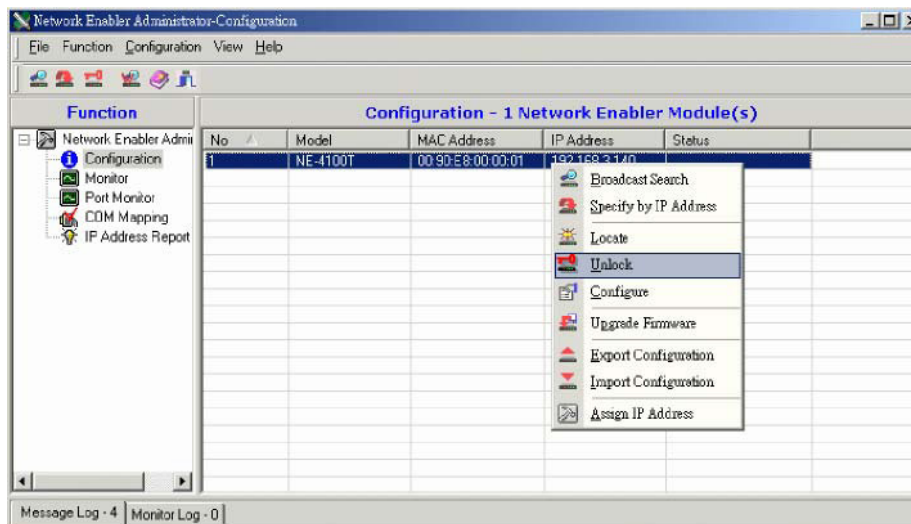 Network Enabler Administrator-Configuration
File Function Configuration View Help
Function
Configuration - 1 Network Enabler Module(s)
Network Enabler Admi
Configuration
Monitor
Port Monitor
COM Mapping
IP Address Report
No Model MAC Address IP Address Status
1 NE-4100T 00:90:E8:00:00:01 192.168.3.140
Broadcast Search
Specify by IP Address
Locate
Unlock
Configure
Upgrade Firmware
Export Configuration
Import Configuration
Assign IP Address
Message Log - 4 Monitor Log - 0